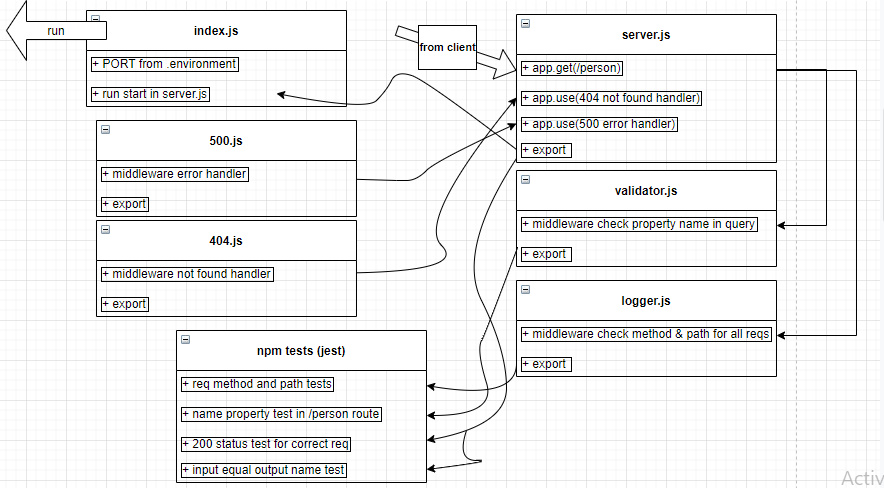 run
index.js
+ PORT from .environment
+ run start in server.js
from client
server.js
+ app.get(/person)
+ app.use(404 not found handler)
+ app.use(500 error handler)
+ export
500.js
+ middleware error handler
+ export
404.js
+ middleware not found handler
+ export
validator.js
+ middleware check property name in query
+ export
logger.js
+ middleware check method & path for all reqs
+ export
npm tests (jest)
+ req method and path tests
+ name property test in /person route
+ 200 status test for correct req
+ input equal output name test
Activ